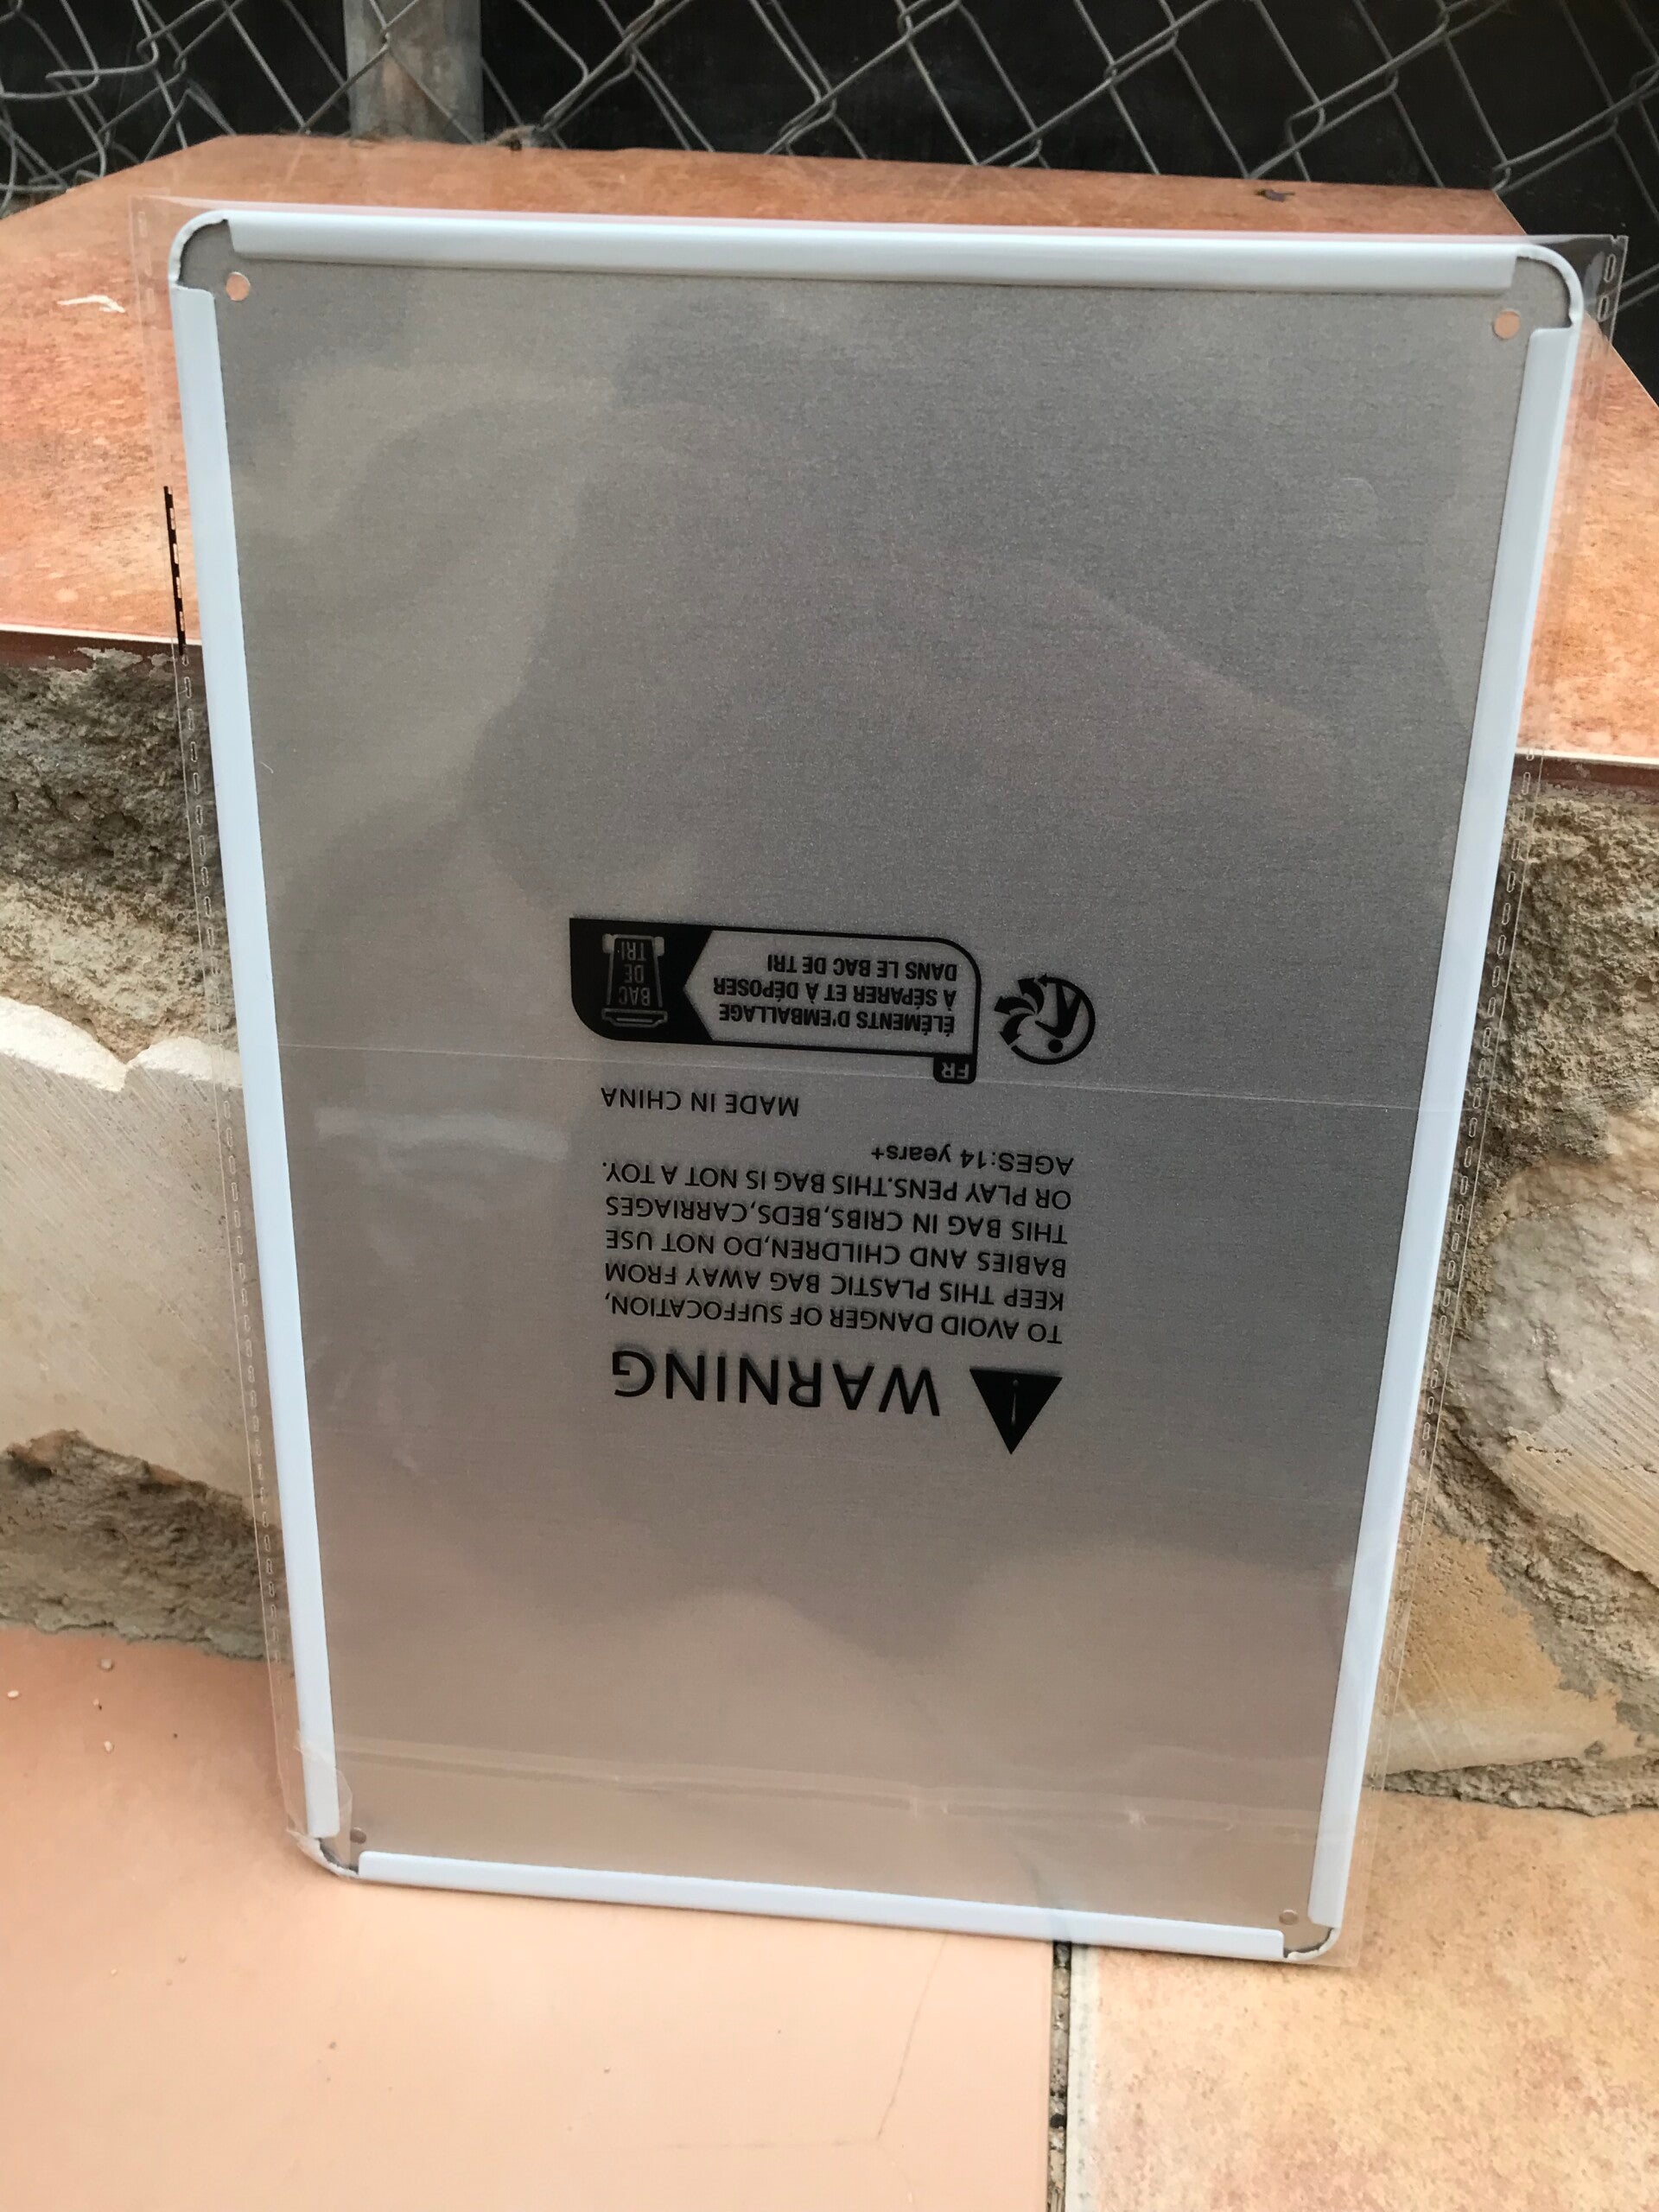 WARNING
TO AVOID DANGER OF SUFFOCATION,
KEEP THIS PLASTIC BAG AWAY FROM
BABIES AND CHILDREN,DO NOT USE
THIS BAG IN CRIBS,BEDS,CARRIAGES
OR PLAY PENS.THIS BAG IS NOT A TOY.
AGES:14 years+
MADE IN CHINA
FR
ÉLÉMENTS D'EMBALLAGE
À SÉPARER ET À DÉPOSER
DANS LE BAC DE TRI
BAC
DE
TRI